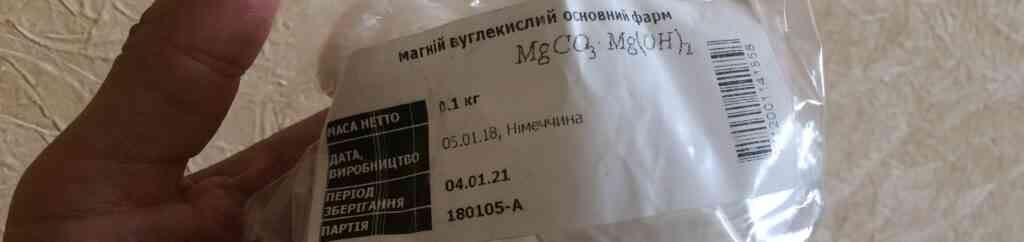 магній вуглекислий основний фарм
MgCO₃·Mg(OH)₂
МАСА НЕТТО 0.1 кг
ДАТА, ВИРОБНИЦТВО 05.01.18, Німеччина
ПЕРІОД ЗБЕРІГАННЯ 04.01.21
ПАРТІЯ 180105-А